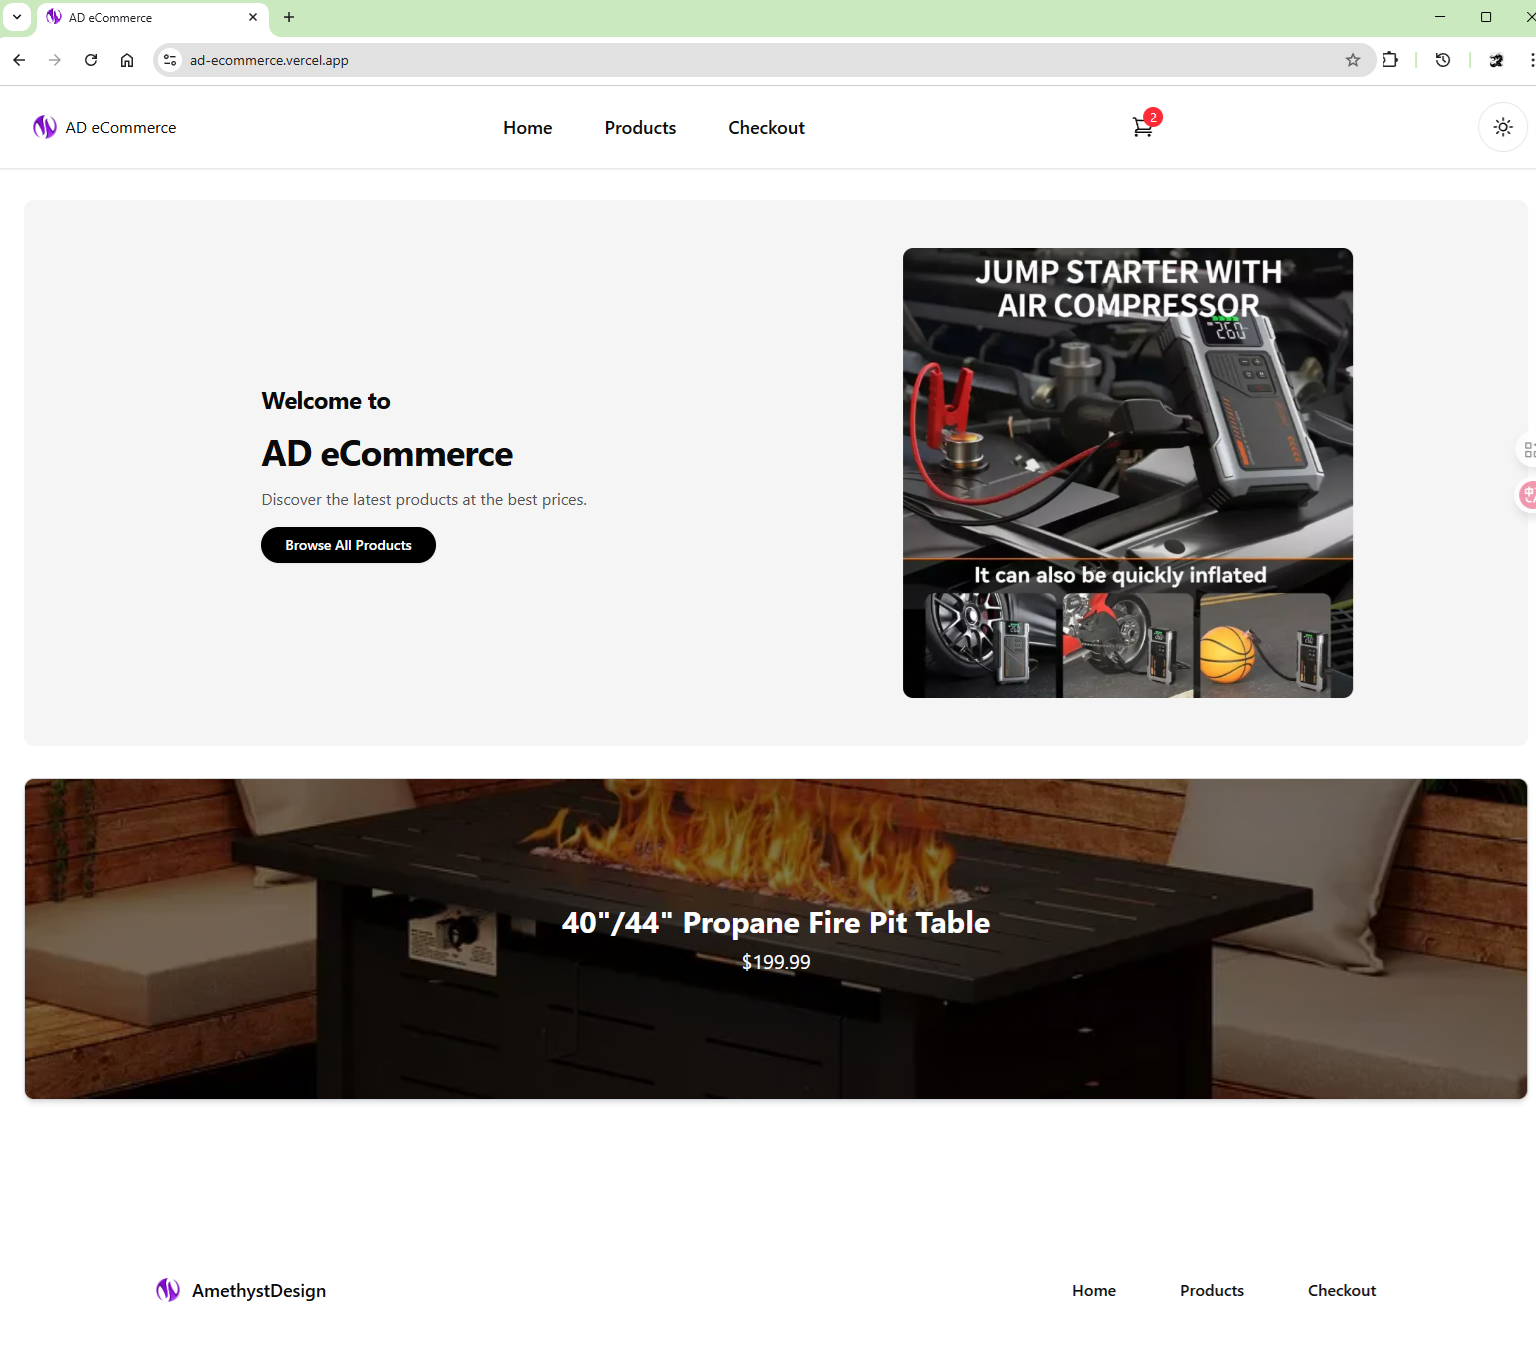 AD eCommerce
ad-ecommerce.vercel.app
AD eCommerce
Home
Products
Checkout
2
JUMP STARTER WITH
AIR COMPRESSOR
260
Welcome to
AD eCommerce
Discover the latest products at the best prices.
Browse All Products
It can also be quickly inflated
40"/44" Propane Fire Pit Table
$199.99
AmethystDesign
Home
Products
Checkout